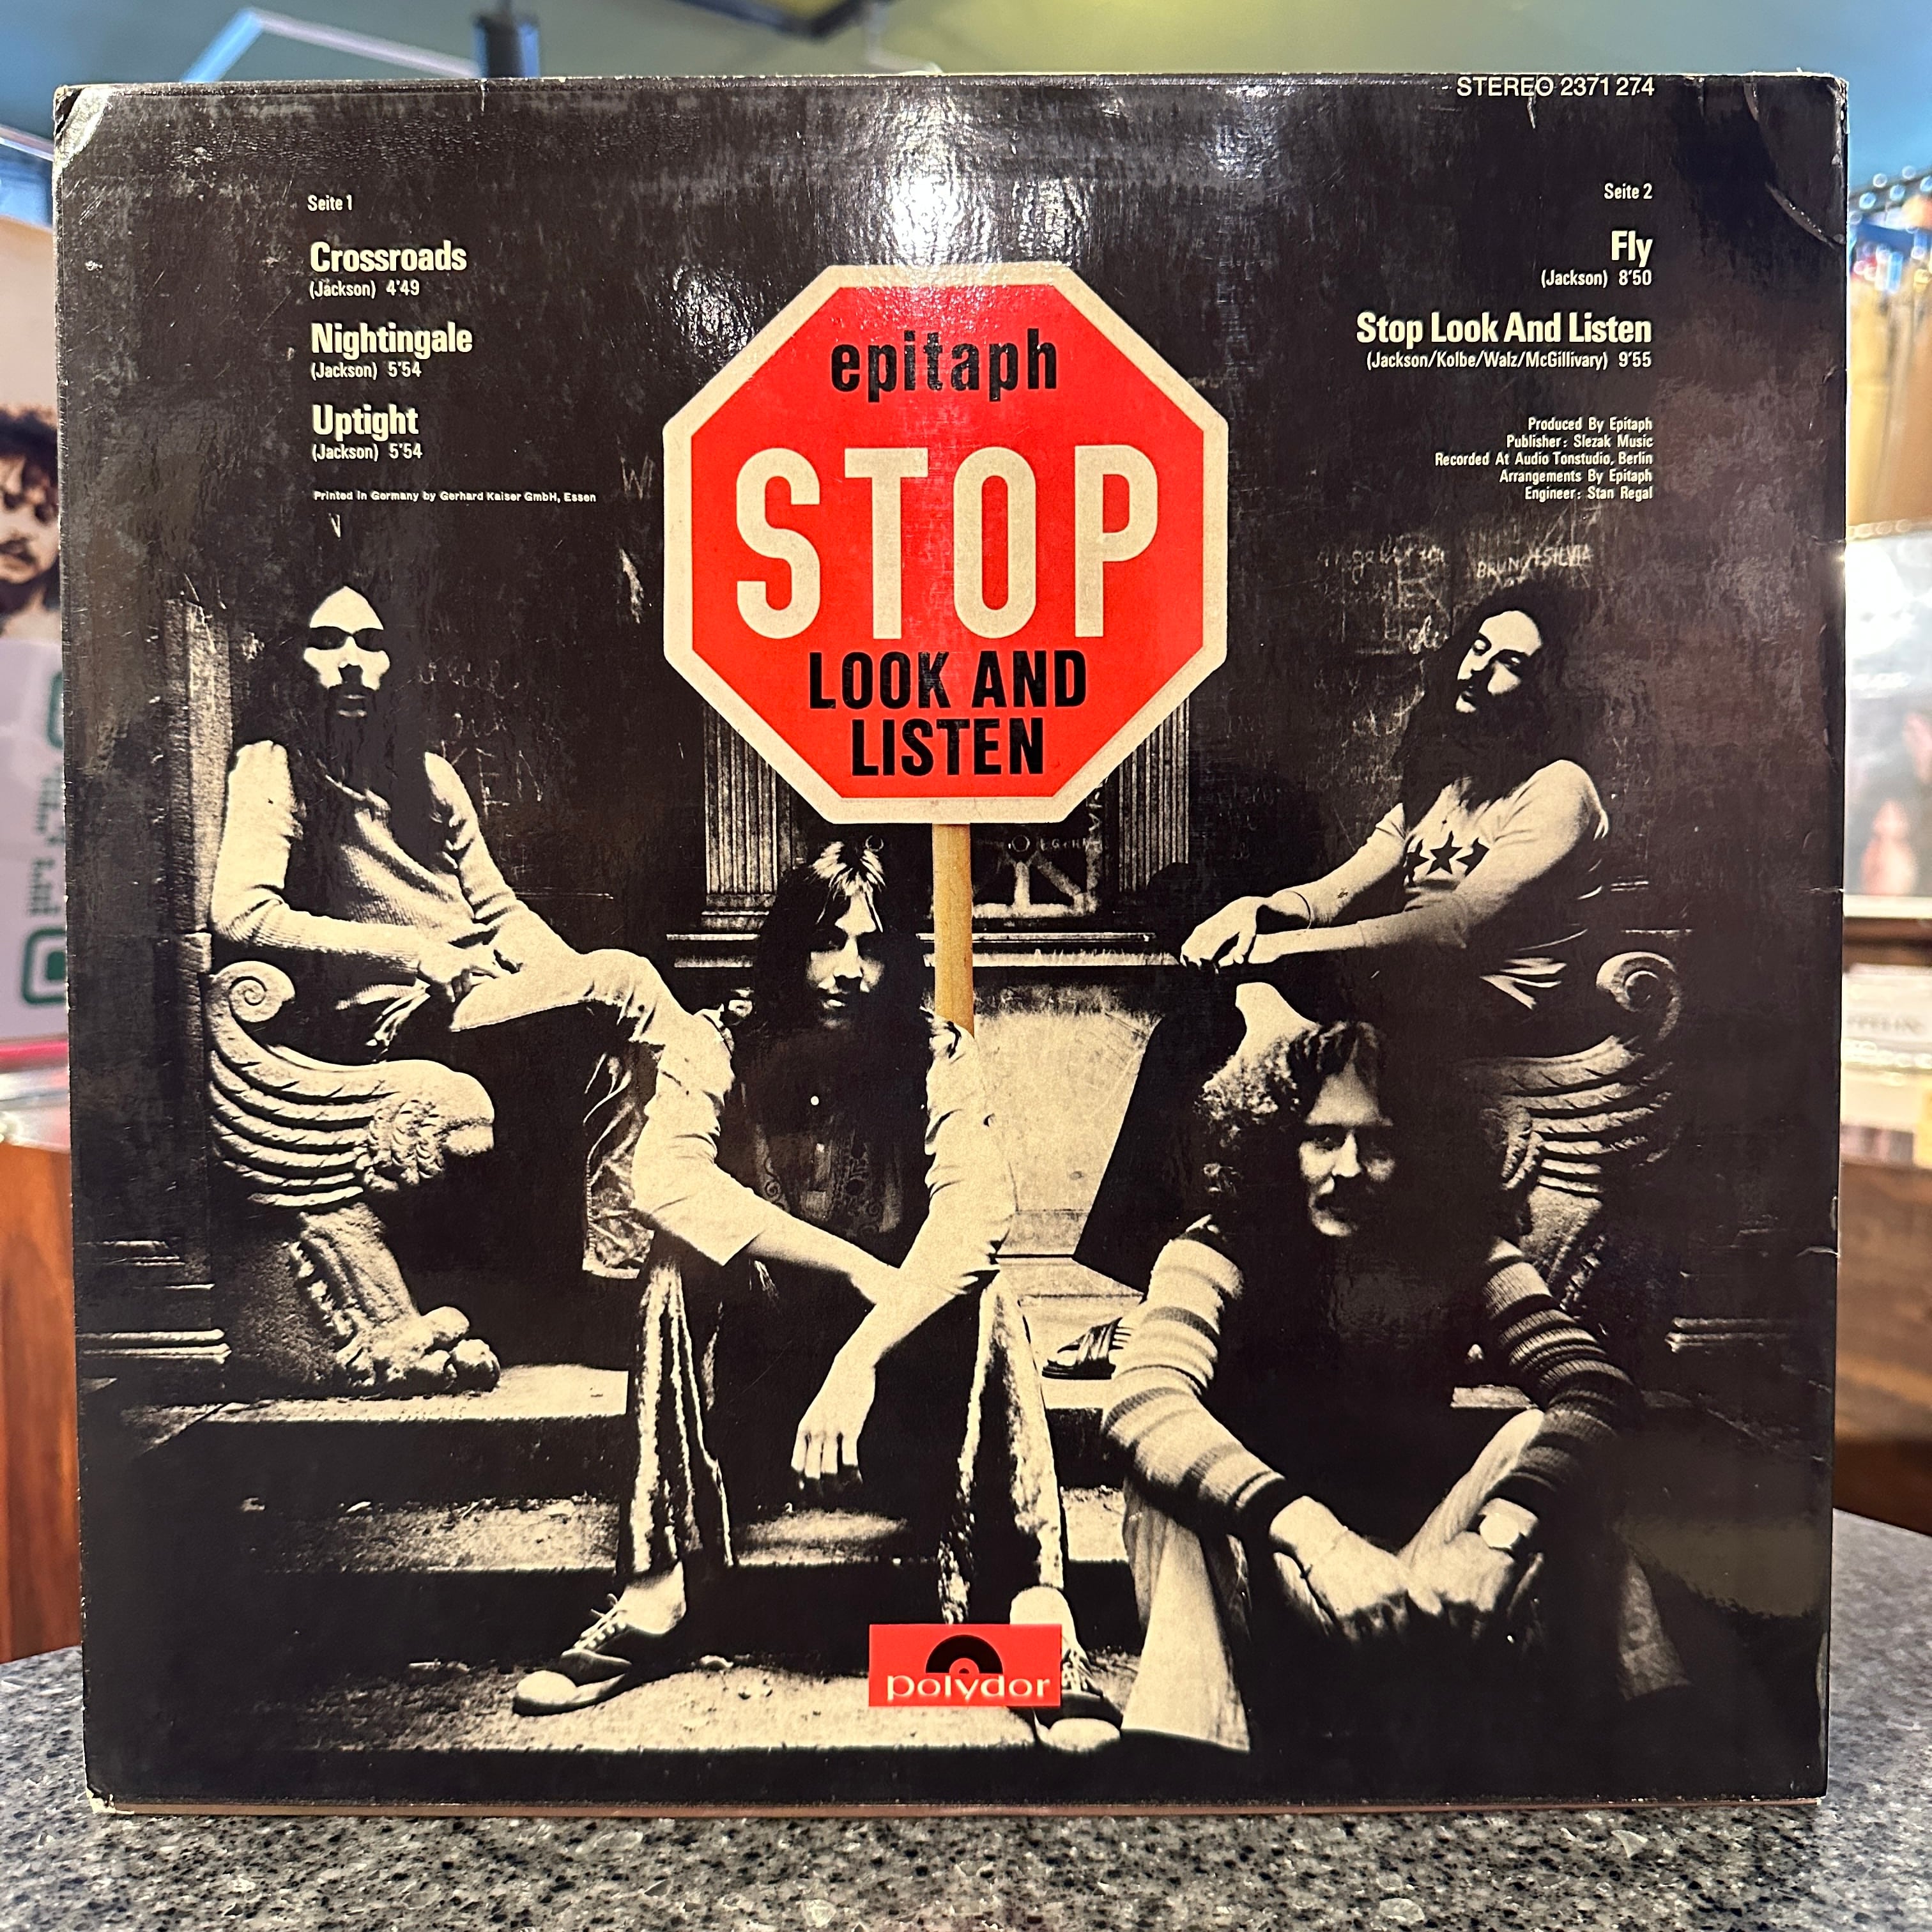 STEREO 2371 274
Seite 1
Crossroads
(Jackson) 4'49
Nightingale
(Jackson) 5'54
Uptight
(Jackson) 5'54
Printed in Germany by Gerhard Kaiser GmbH, Essen
epitaph
STOP
LOOK AND
LISTEN
Seite 2
Fly
(Jackson) 8'50
Stop Look And Listen
(Jackson/Kolbe/Walz/McGillivary) 9'55
Produced By Epitaph
Publisher: Slezak Music
Recorded At Audio Tonstudio, Berlin
Arrangements By Epitaph
Engineer: Stan Regal
BRUNO+SILVIA
polydor